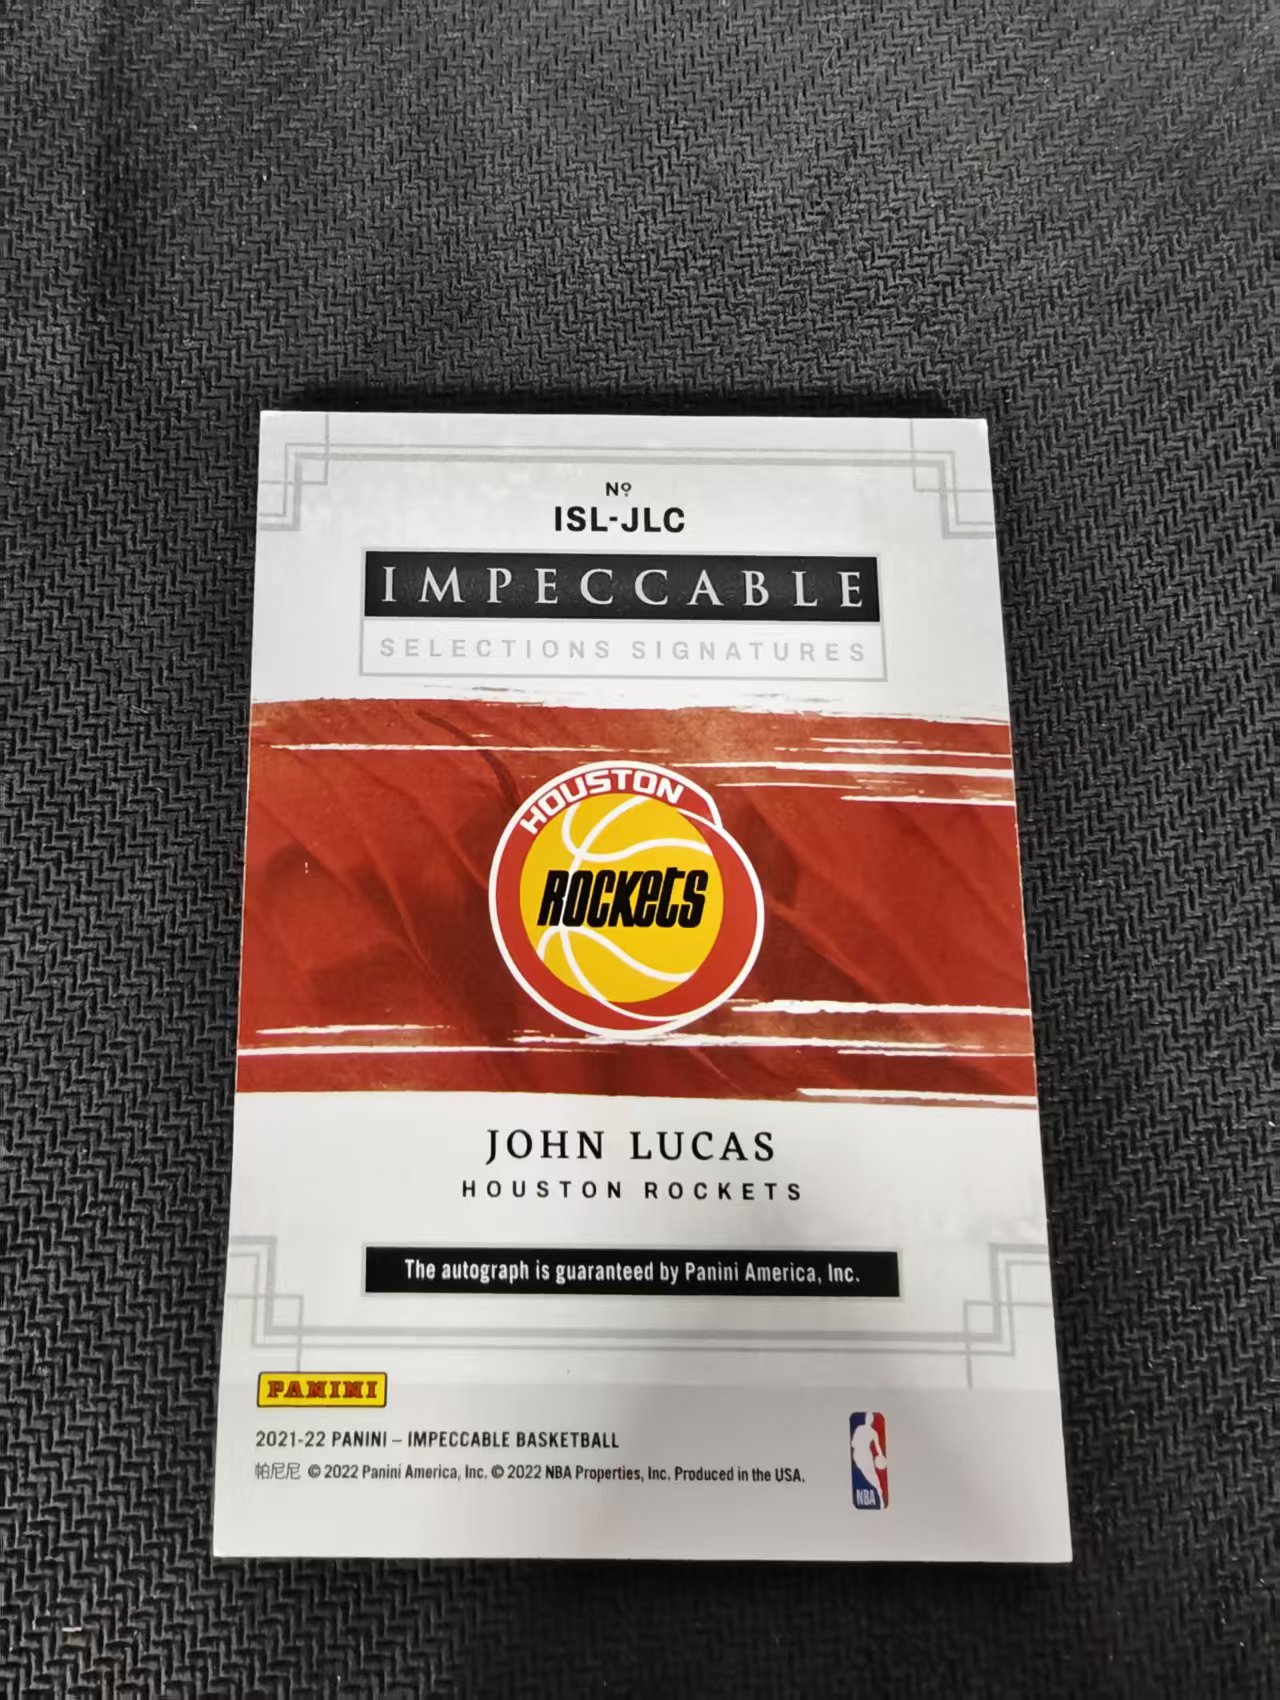 Nº
ISL-JLC
IMPECCABLE
SELECTIONS SIGNATURES
HOUSTON
ROCKETS
JOHN LUCAS
HOUSTON ROCKETS
The autograph is guaranteed by Panini America, Inc.
PANINI
2021-22 PANINI – IMPECCABLE BASKETBALL
帕尼尼 © 2022 Panini America, Inc. © 2022 NBA Properties, Inc. Produced in the USA.
NBA